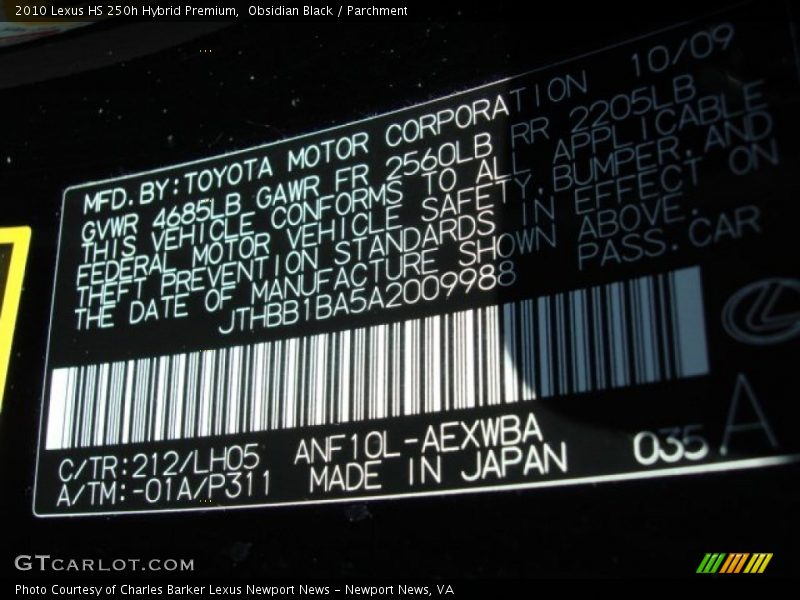 2010 Lexus HS 250h Hybrid Premium,  Obsidian Black / Parchment
MFD.BY:TOYOTA MOTOR CORPORATION 10/09
GVWR 4685LB GAWR FR 2560LB RR 2205LB
THIS VEHICLE CONFORMS TO ALL APPLICABLE
FEDERAL MOTOR VEHICLE SAFETY,BUMPER,AND
THEFT PREVENTION STANDARDS IN EFFECT ON
THE DATE OF MANUFACTURE SHOWN ABOVE.
JTHBB1BA5A2009988 PASS.CAR
C/TR:212/LH05 ANF10L-AEXWBA
A/TM:-01A/P311 MADE IN JAPAN 035.A
GTCARLOT.COM
Photo Courtesy of Charles Barker Lexus Newport News - Newport News, VA